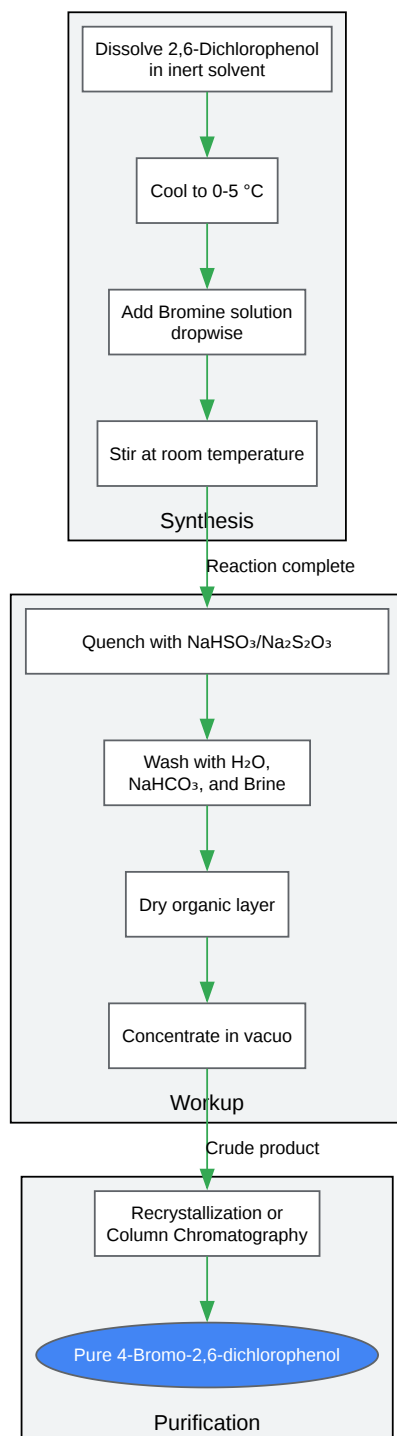 Dissolve 2,6-Dichlorophenol
in inert solvent
Cool to 0-5 °C
Add Bromine solution
dropwise
Stir at room temperature
Synthesis
Reaction complete
Quench with NaHSO₃/Na₂S₂O₃
Wash with H₂O,
NaHCO₃, and Brine
Dry organic layer
Concentrate in vacuo
Workup
Crude product
Recrystallization or
Column Chromatography
Pure 4-Bromo-2,6-dichlorophenol
Purification